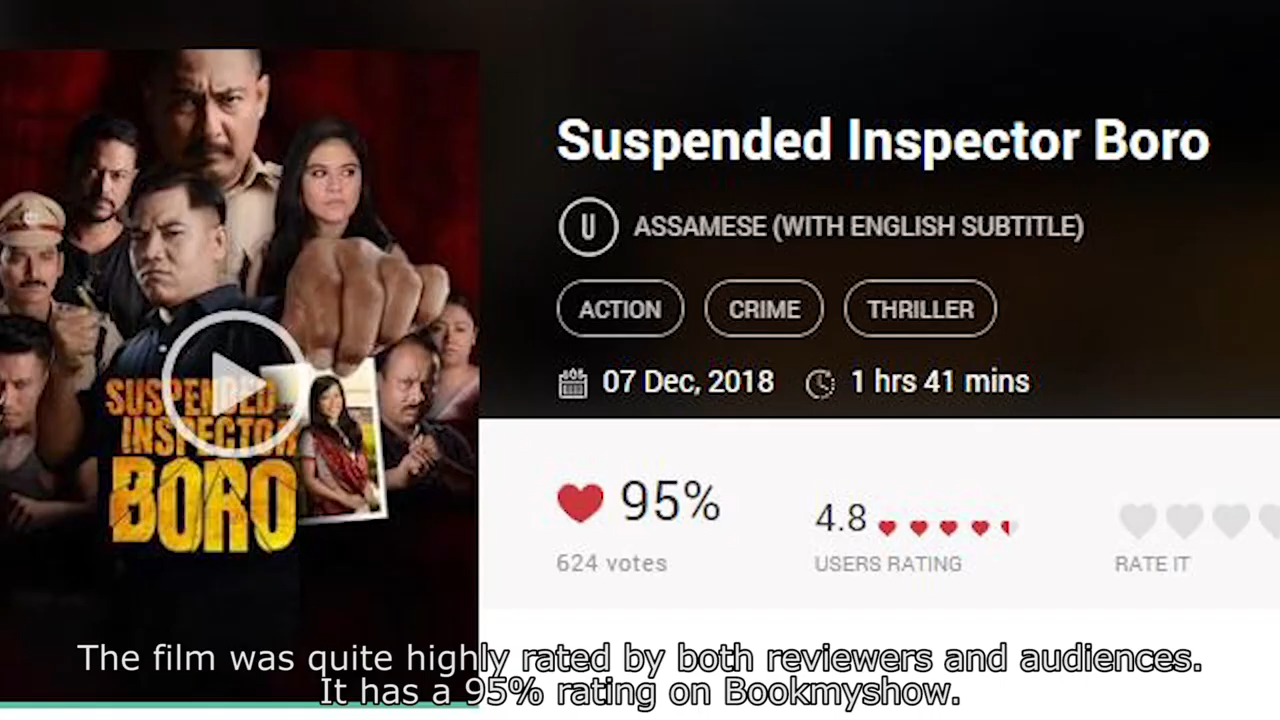 SUSPENDED
INSPECTOR
BORO
Suspended Inspector Boro
U ASSAMESE (WITH ENGLISH SUBTITLE)
ACTION CRIME THRILLER
07 Dec, 2018 1 hrs 41 mins
95%
624 votes
4.8
USERS RATING
RATE IT
The film was quite highly rated by both reviewers and audiences.
It has a 95% rating on Bookmyshow.